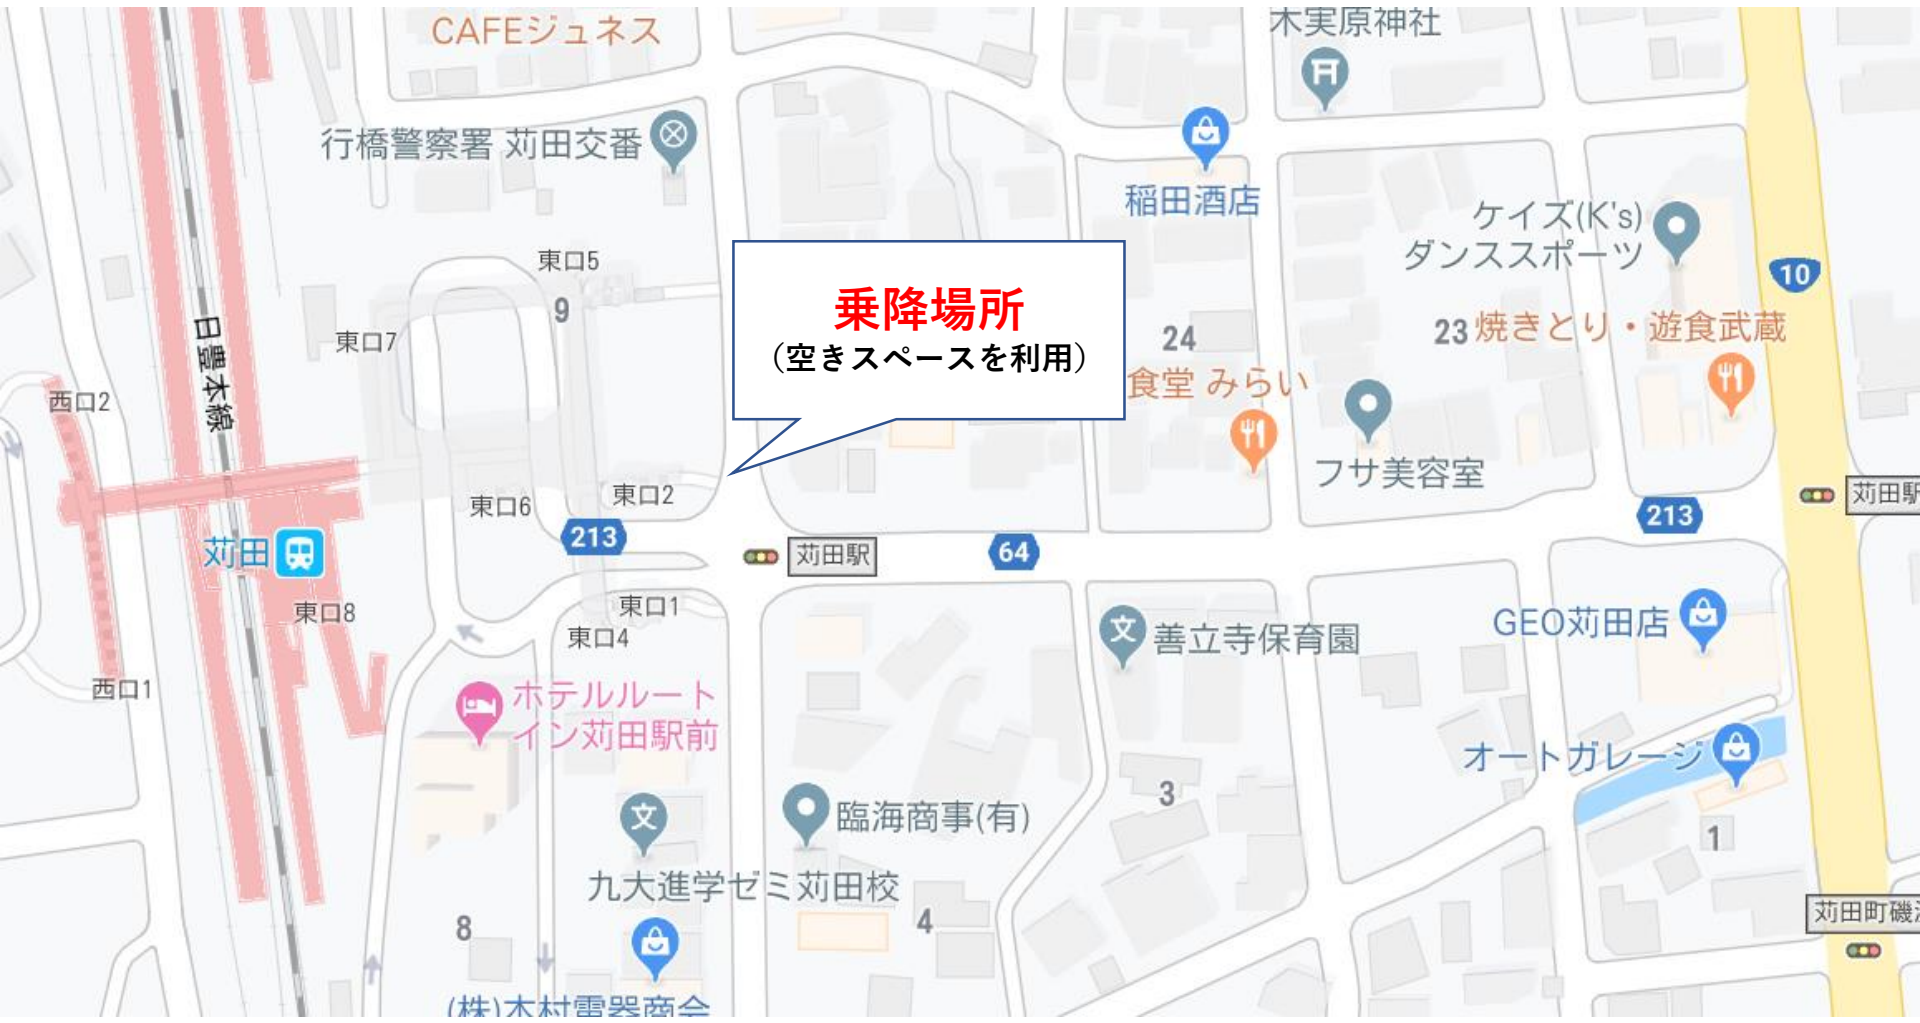 CAFEジュネス
木実原神社
行橋警察署 苅田交番
稲田酒店
ケイズ(K's)
ダンススポーツ
東口5
9
10
乗降場所
（空きスペースを利用）
日豊本線
東口7
24
23
焼きとり・遊食武蔵
西口2
食堂 みらい
フサ美容室
東口6
東口2
苅田駅
213
213
苅田
苅田駅
64
東口8
東口1
東口4
善立寺保育園
GEO苅田店
西口1
ホテルルート
イン苅田駅前
オートガレージ
3
臨海商事(有)
1
九大進学ゼミ苅田校
8
4
苅田町磯浜
(株)木村電器商会